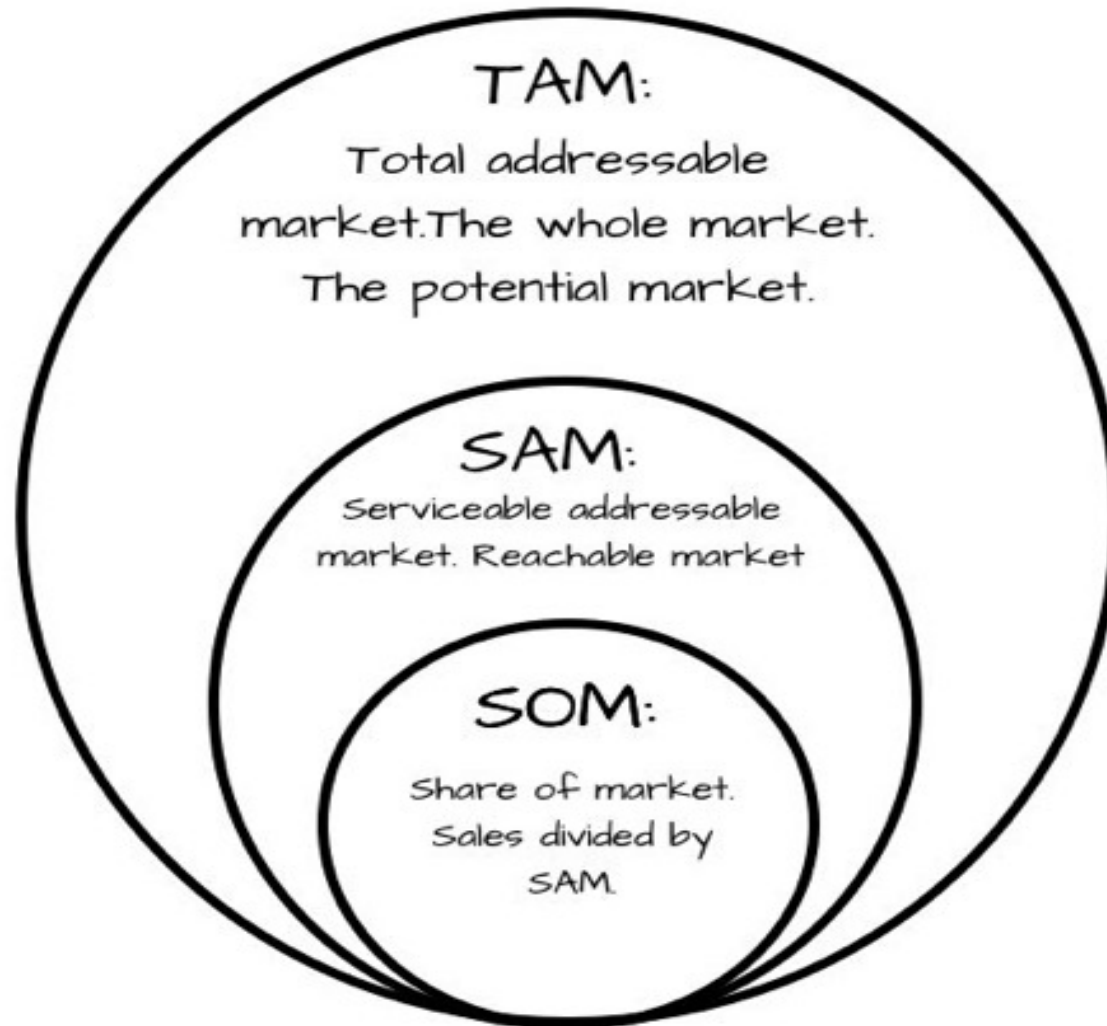 TAM:
Total addressable
market.The whole market.
The potential market.
SAM:
Serviceable addressable
market. Reachable market
SOM:
Share of market.
Sales divided by
SAM.